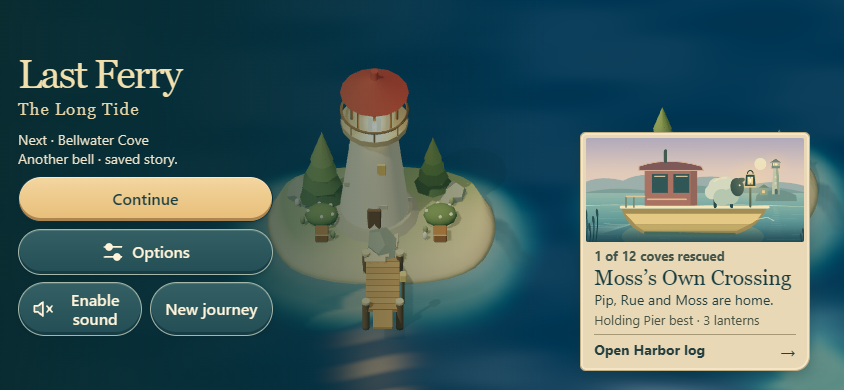 Last Ferry
The Long Tide
Next · Bellwater Cove
Another bell · saved story.
Continue
Options
Enable
sound
New journey
1 of 12 coves rescued
Moss’s Own Crossing
Pip, Rue and Moss are home.
Holding Pier best · 3 lanterns
Open Harbor log →